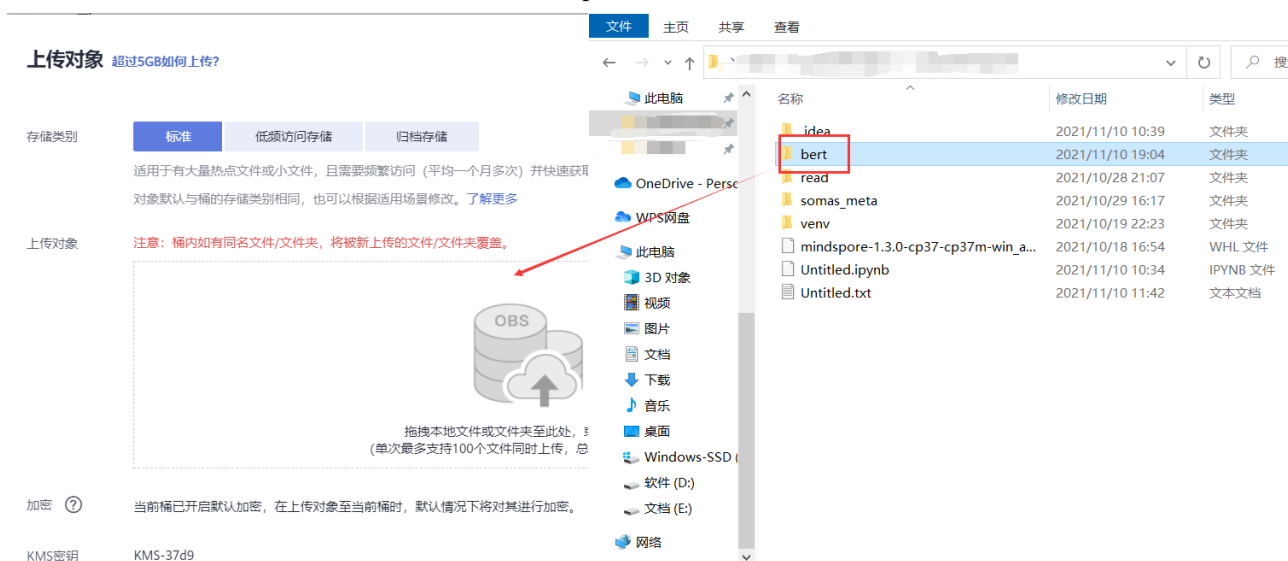 上传对象 超过5GB如何上传?
存储类别
标准 低频访问存储 归档存储
适用于有大量热点文件或小文件，且需要频繁访问（平均一个月多次）并快速获取
对象默认与桶的存储类别相同，也可以根据适用场景修改。了解更多
上传对象
注意：桶内如有同名文件/文件夹，将被新上传的文件/文件夹覆盖。
OBS
拖拽本地文件或文件夹至此处，
(单次最多支持100个文件同时上传，总
加密 ?
当前桶已开启默认加密，在上传对象至当前桶时，默认情况下将对其进行加密。
KMS密钥 KMS-37d9
文件 主页 共享 查看
搜
此电脑
OneDrive - Perso
WPS网盘
此电脑
3D 对象
视频
图片
文档
下载
音乐
桌面
Windows-SSD (
软件 (D:)
文档 (E:)
网络
名称 修改日期 类型
idea 2021/11/10 10:39 文件夹
bert 2021/11/10 19:04 文件夹
read 2021/10/28 21:07 文件夹
somas_meta 2021/10/29 16:17 文件夹
venv 2021/10/19 22:23 文件夹
mindspore-1.3.0-cp37-cp37m-win_a... 2021/10/18 16:54 WHL 文件
Untitled.ipynb 2021/11/10 10:34 IPYNB 文件
Untitled.txt 2021/11/10 11:42 文本文档